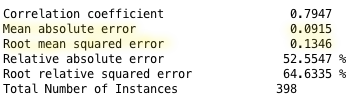 Correlation coefficient 0.7947
Mean absolute error 0.0915
Root mean squared error 0.1346
Relative absolute error 52.5547 %
Root relative squared error 64.6335 %
Total Number of Instances 398